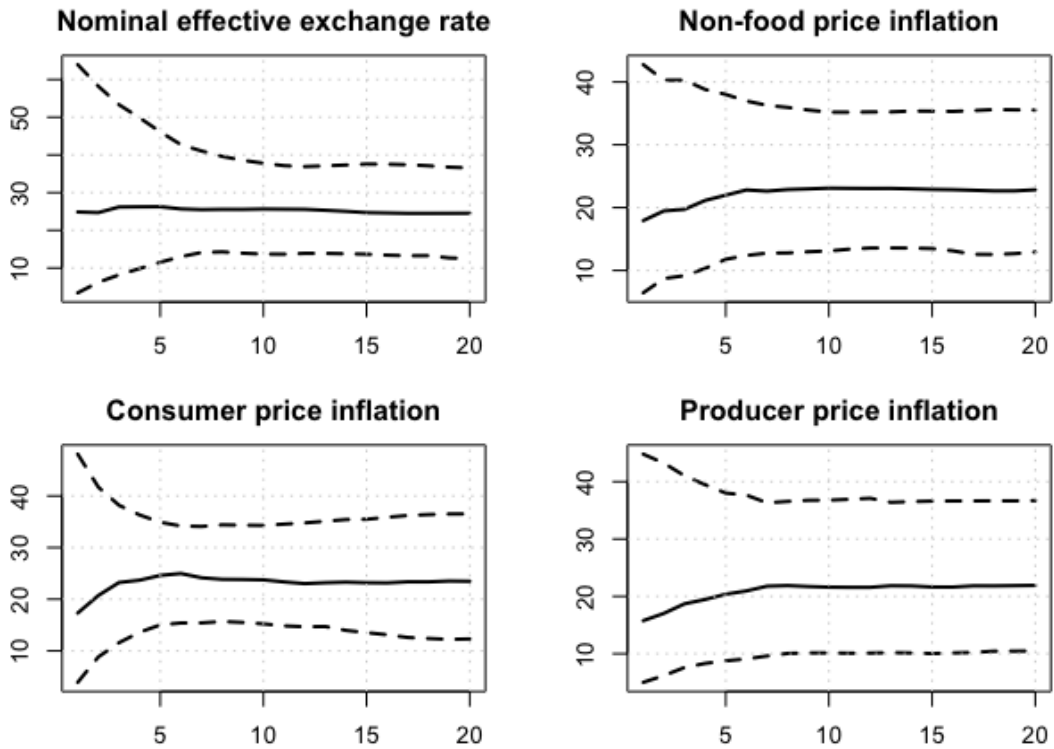 Nominal effective exchange rate
50
30
10
5 10 15 20
Non-food price inflation
40
30
20
10
5 10 15 20
Consumer price inflation
40
30
20
10
5 10 15 20
Producer price inflation
40
30
20
10
5 10 15 20